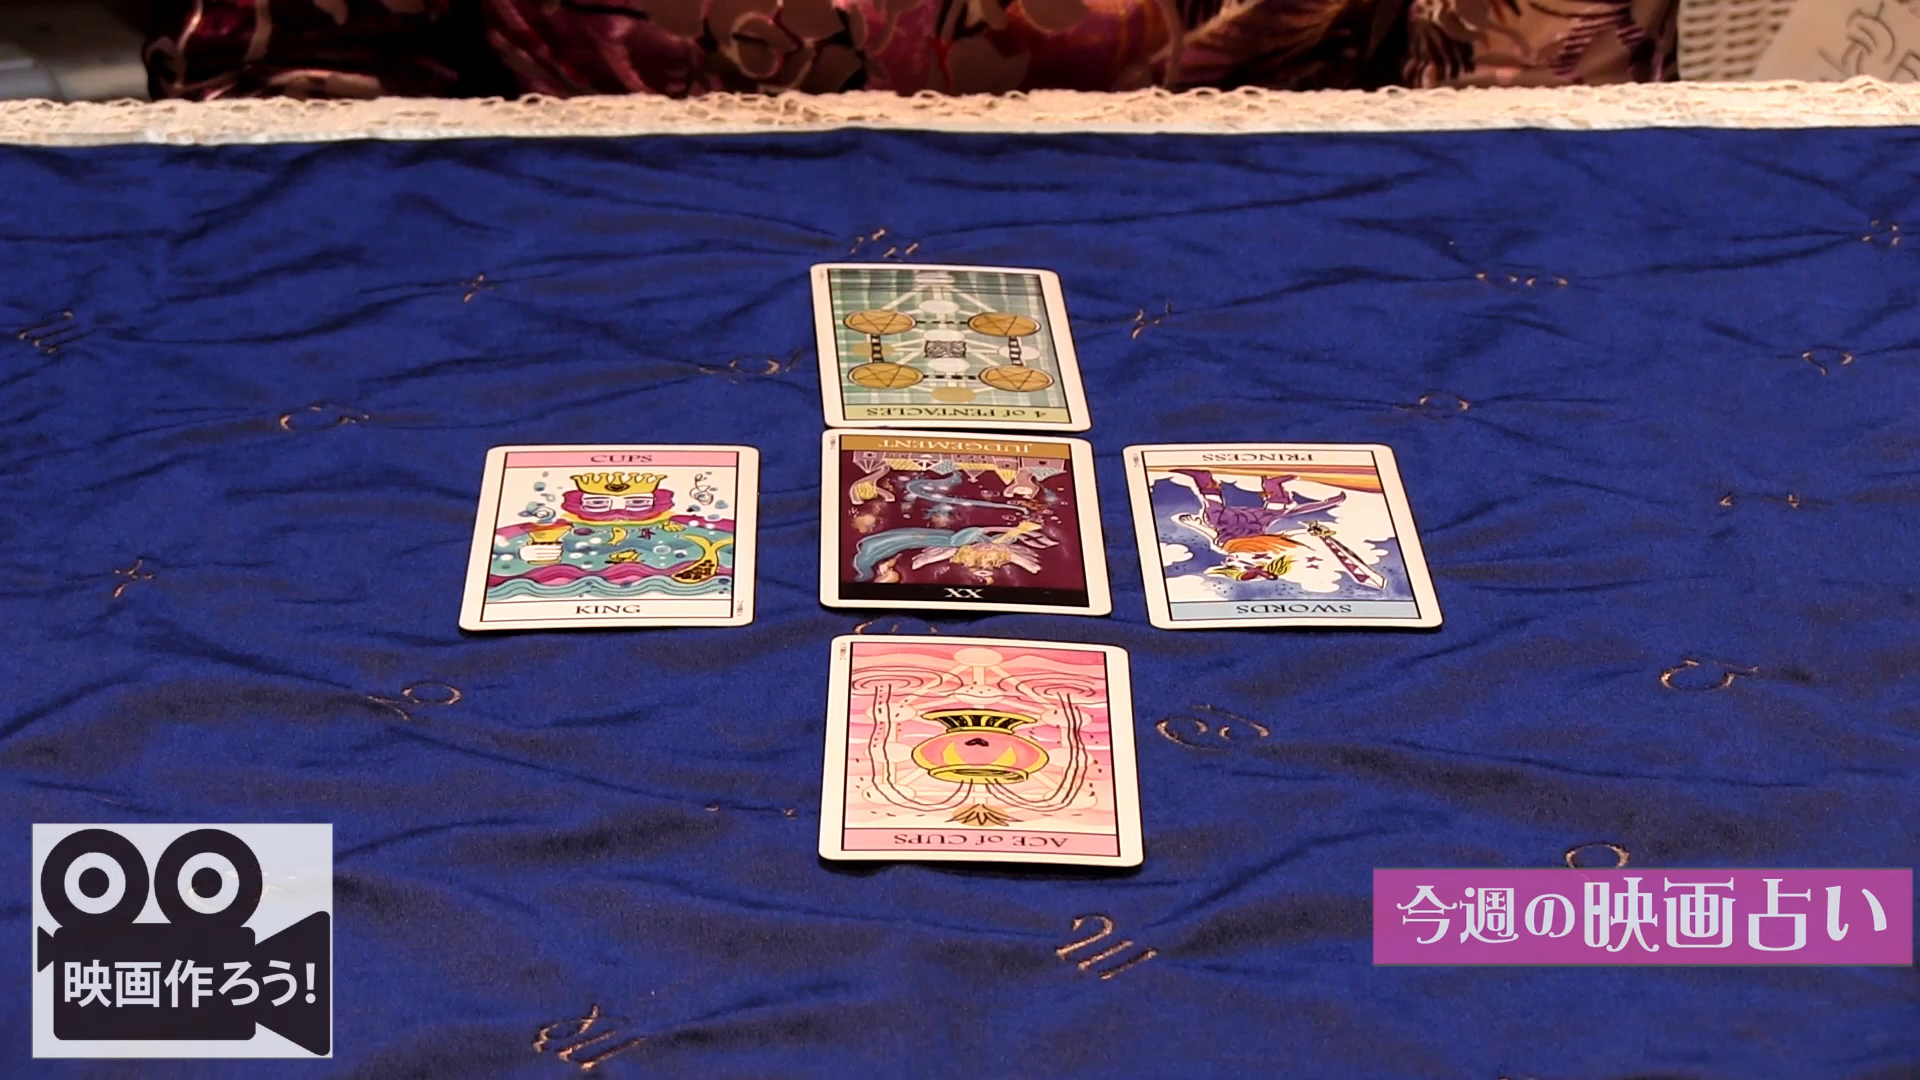 4 of PENTACLES
CUPS
KING
JUDGEMENT
XX
PRINCESS
SWORDS
ACE of CUPS
映画作ろう!
今週の映画占い